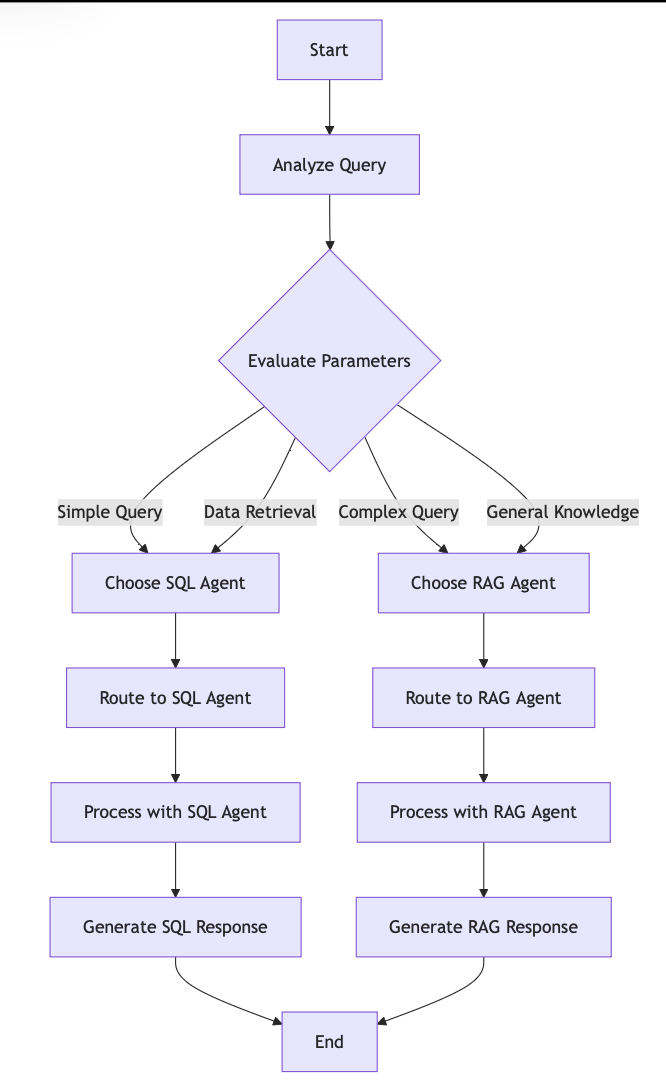 Start
Analyze Query
Evaluate Parameters
Simple Query
Data Retrieval
Complex Query
General Knowledge
Choose SQL Agent
Choose RAG Agent
Route to SQL Agent
Route to RAG Agent
Process with SQL Agent
Process with RAG Agent
Generate SQL Response
Generate RAG Response
End